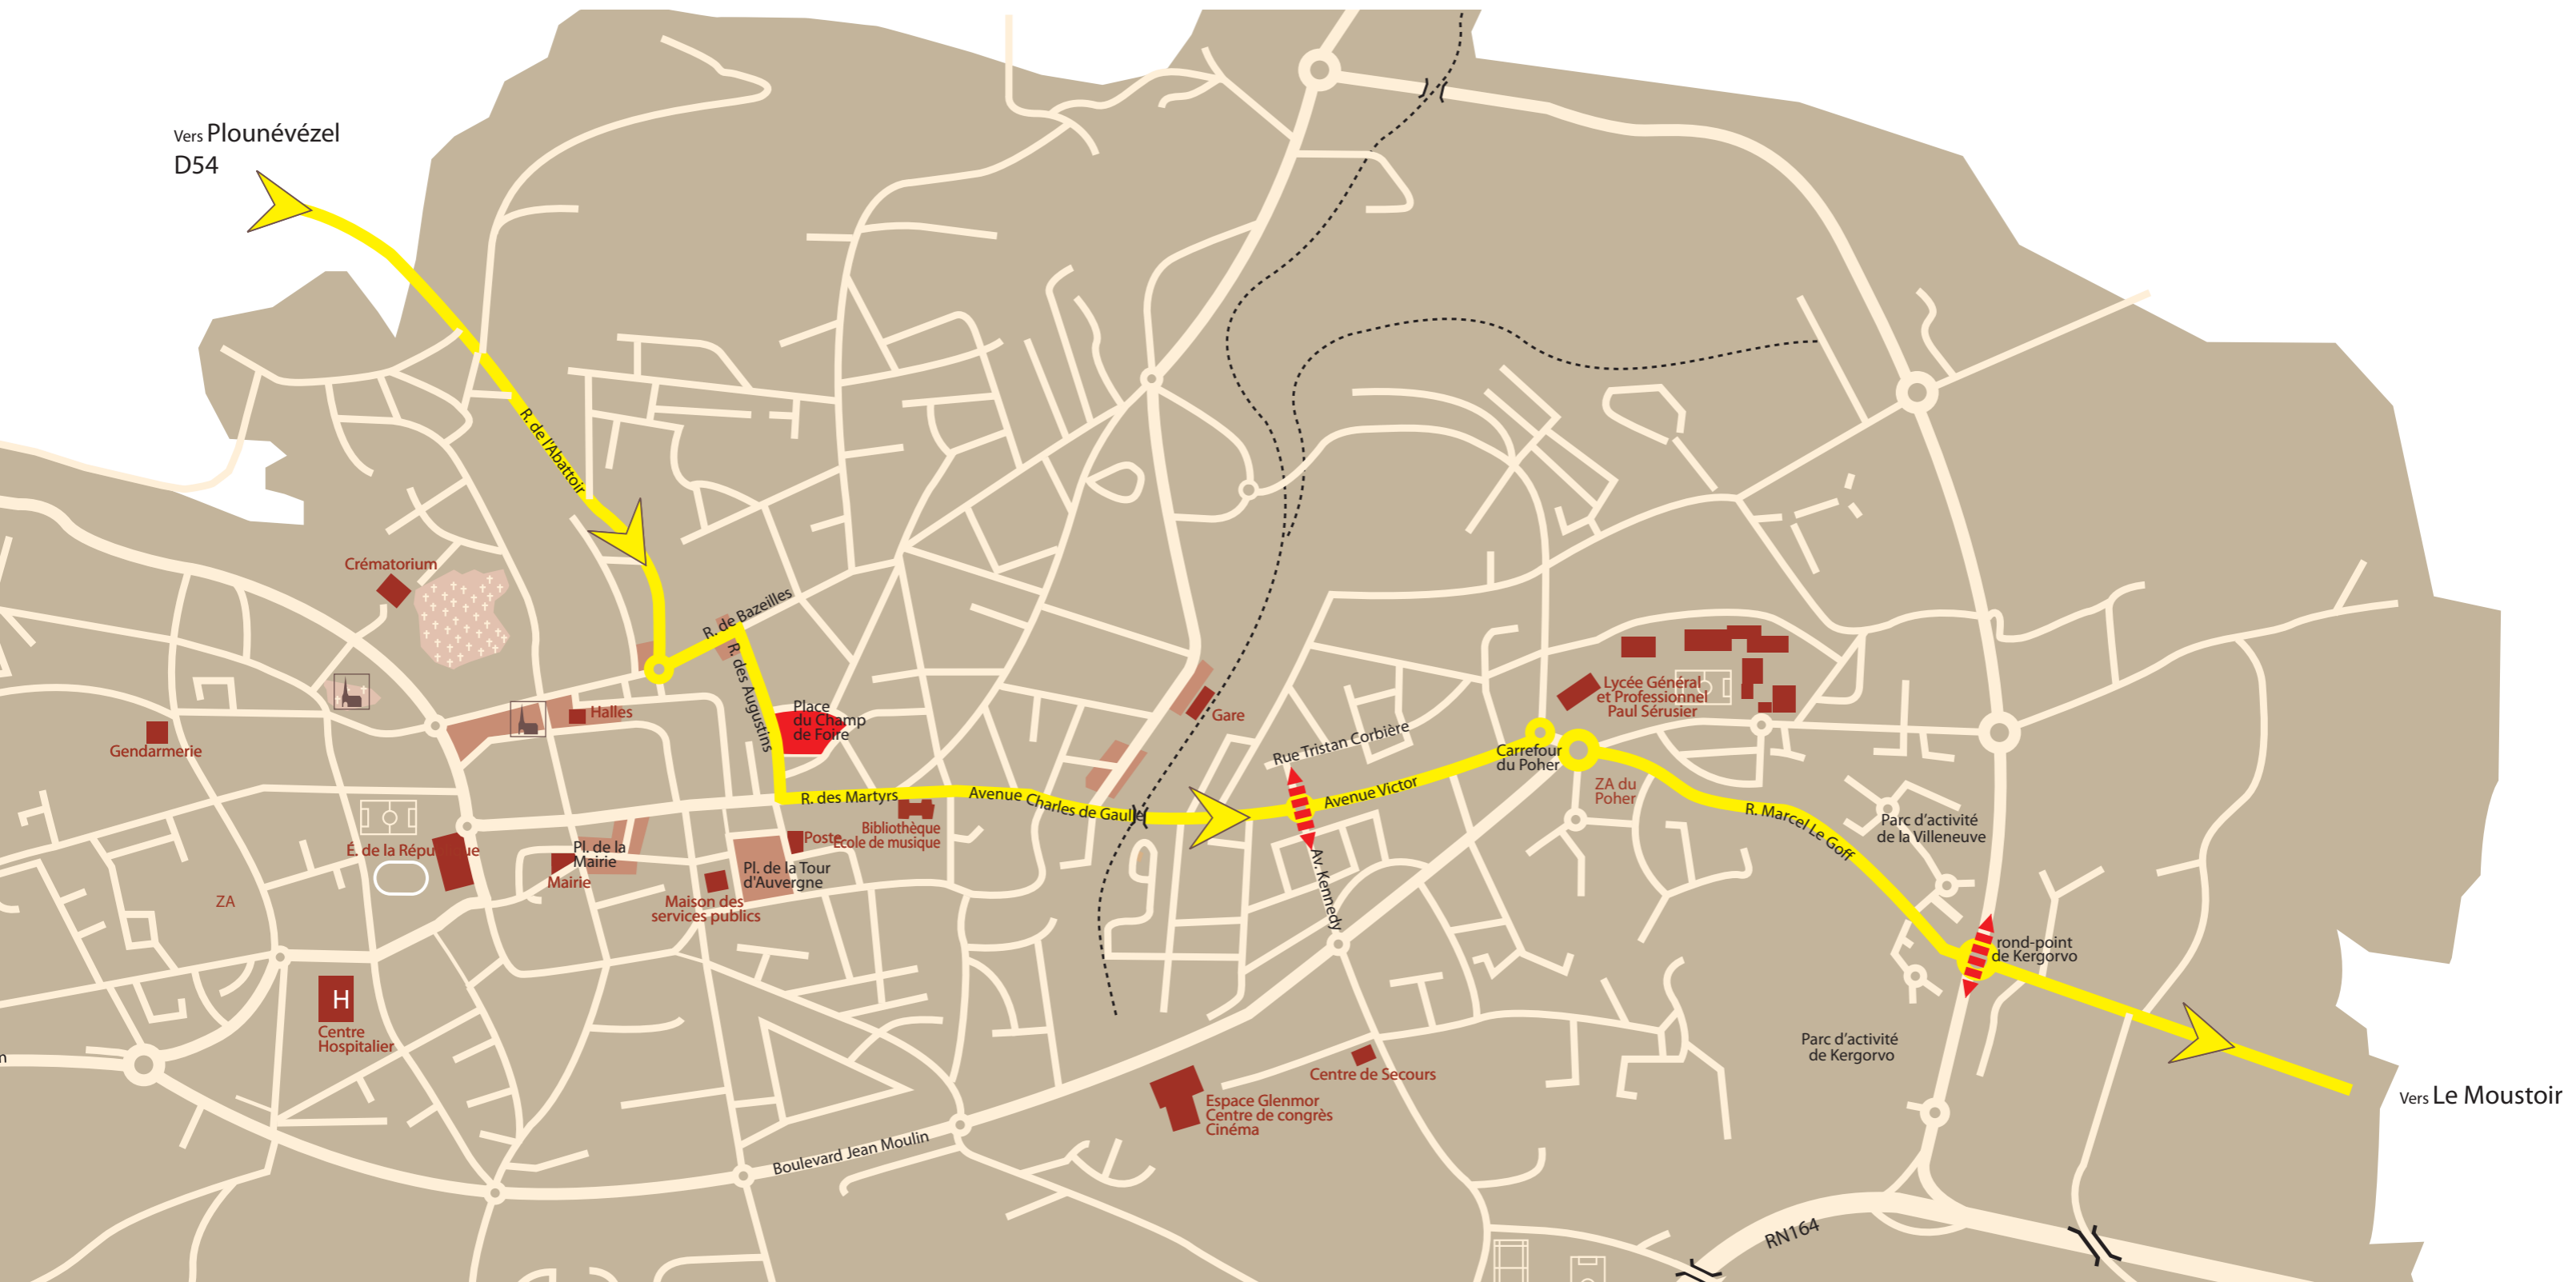 Vers Plounévézel
D54
R. de l'Abattoir
Crématorium
R. de Bazeilles
R. des Augustins
Place
du Champ
de Foire
Halles
Gendarmerie
Gare
Rue Tristan Corbière
Lycée Général
et Professionnel
Paul Sérusier
Carrefour
du Poher
ZA du
Poher
R. des Martyrs
Avenue Charles de Gaulle
Avenue Victor
R. Marcel Le Goff
Parc d'activité
de la Villeneuve
Bibliothèque
École de musique
Poste
É. de la République
Pl. de la
Mairie
Mairie
Pl. de la Tour
d'Auvergne
Maison des
services publics
Av. Kennedy
ZA
rond-point
de Kergorvo
H
Centre
Hospitalier
Parc d'activité
de Kergorvo
Centre de Secours
Espace Glenmor
Centre de congrès
Cinéma
Vers Le Moustoir
Boulevard Jean Moulin
RN164